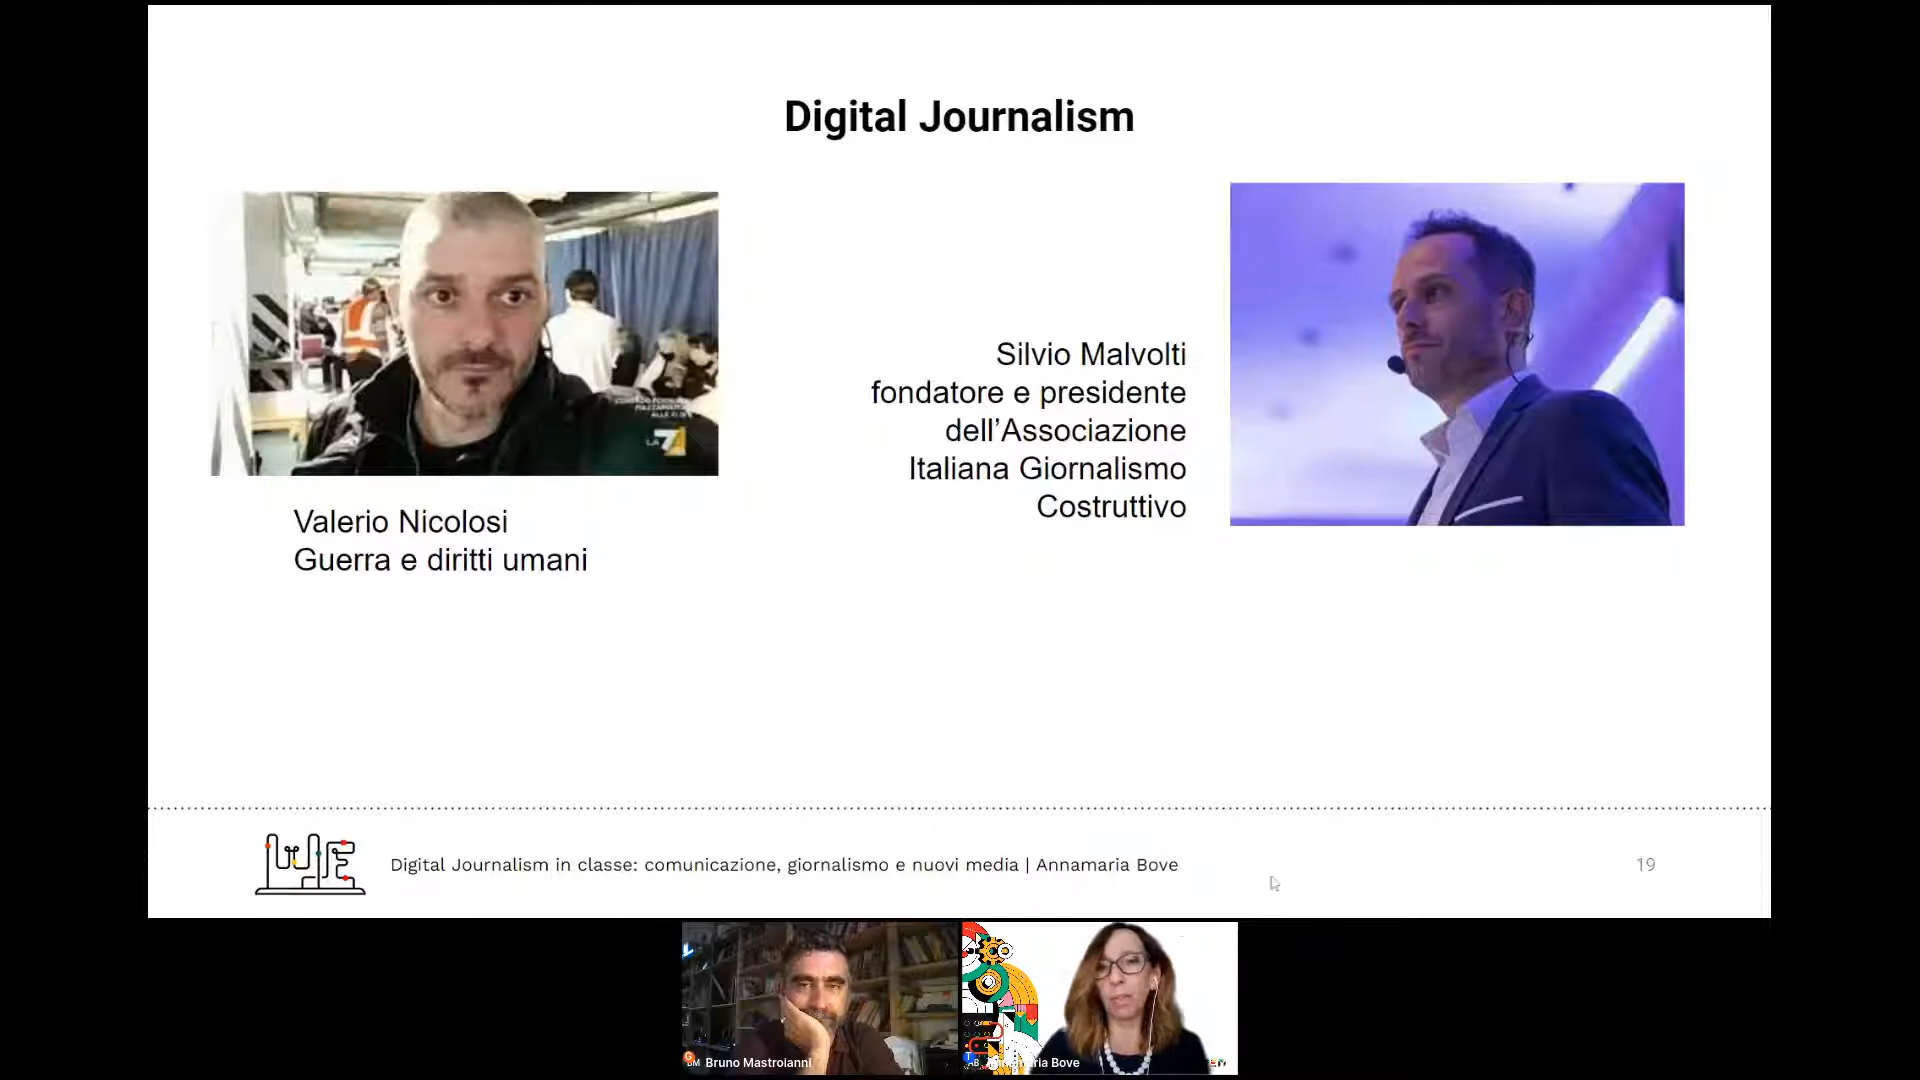 Digital Journalism
LA7
Valerio Nicolosi
Guerra e diritti umani
Silvio Malvolti
fondatore e presidente
dell’Associazione
Italiana Giornalismo
Costruttivo
Digital Journalism in classe: comunicazione, giornalismo e nuovi media | Annamaria Bove
19
Bruno Mastroianni
Bove